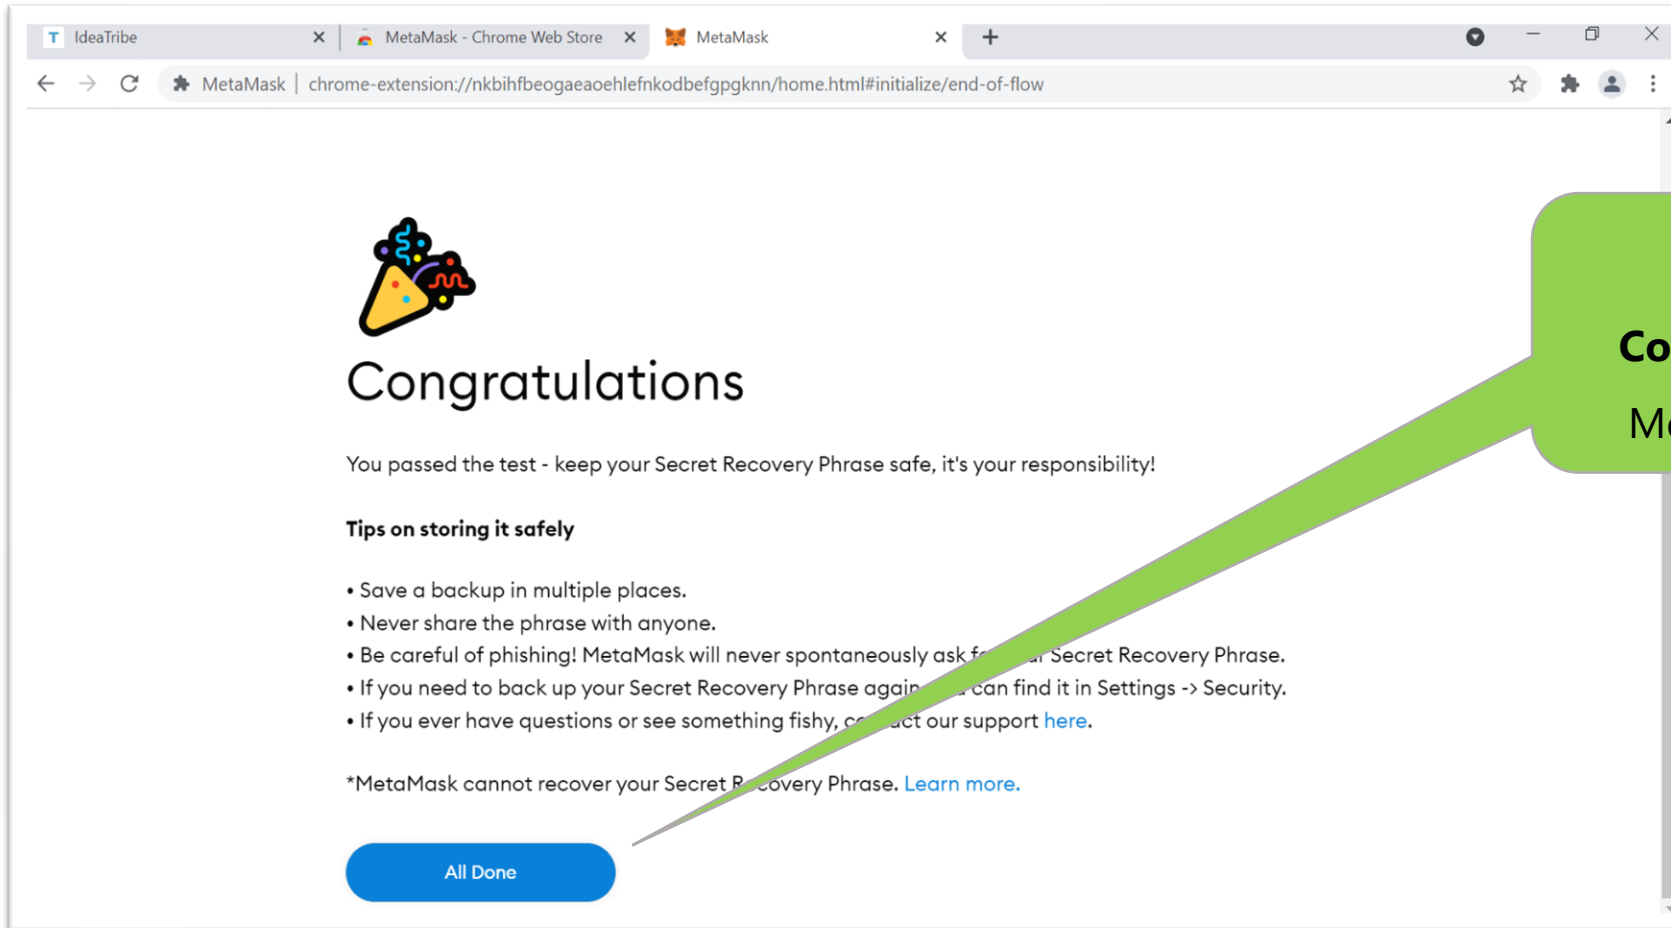 IdeaTribe
MetaMask - Chrome Web Store
MetaMask
MetaMask | chrome-extension://nkbihfbeogaeaoehlefnkodbefgpgknn/home.html#initialize/end-of-flow
Congratulations
You passed the test - keep your Secret Recovery Phrase safe, it's your responsibility!
Tips on storing it safely
• Save a backup in multiple places.
• Never share the phrase with anyone.
• Be careful of phishing! MetaMask will never spontaneously ask Secret Recovery Phrase.
• If you need to back up your Secret Recovery Phrase again can find it in Settings -> Security.
• If you ever have questions or see something fishy, our support here.
*MetaMask cannot recover your Secret Recovery Phrase. Learn more.
All Done